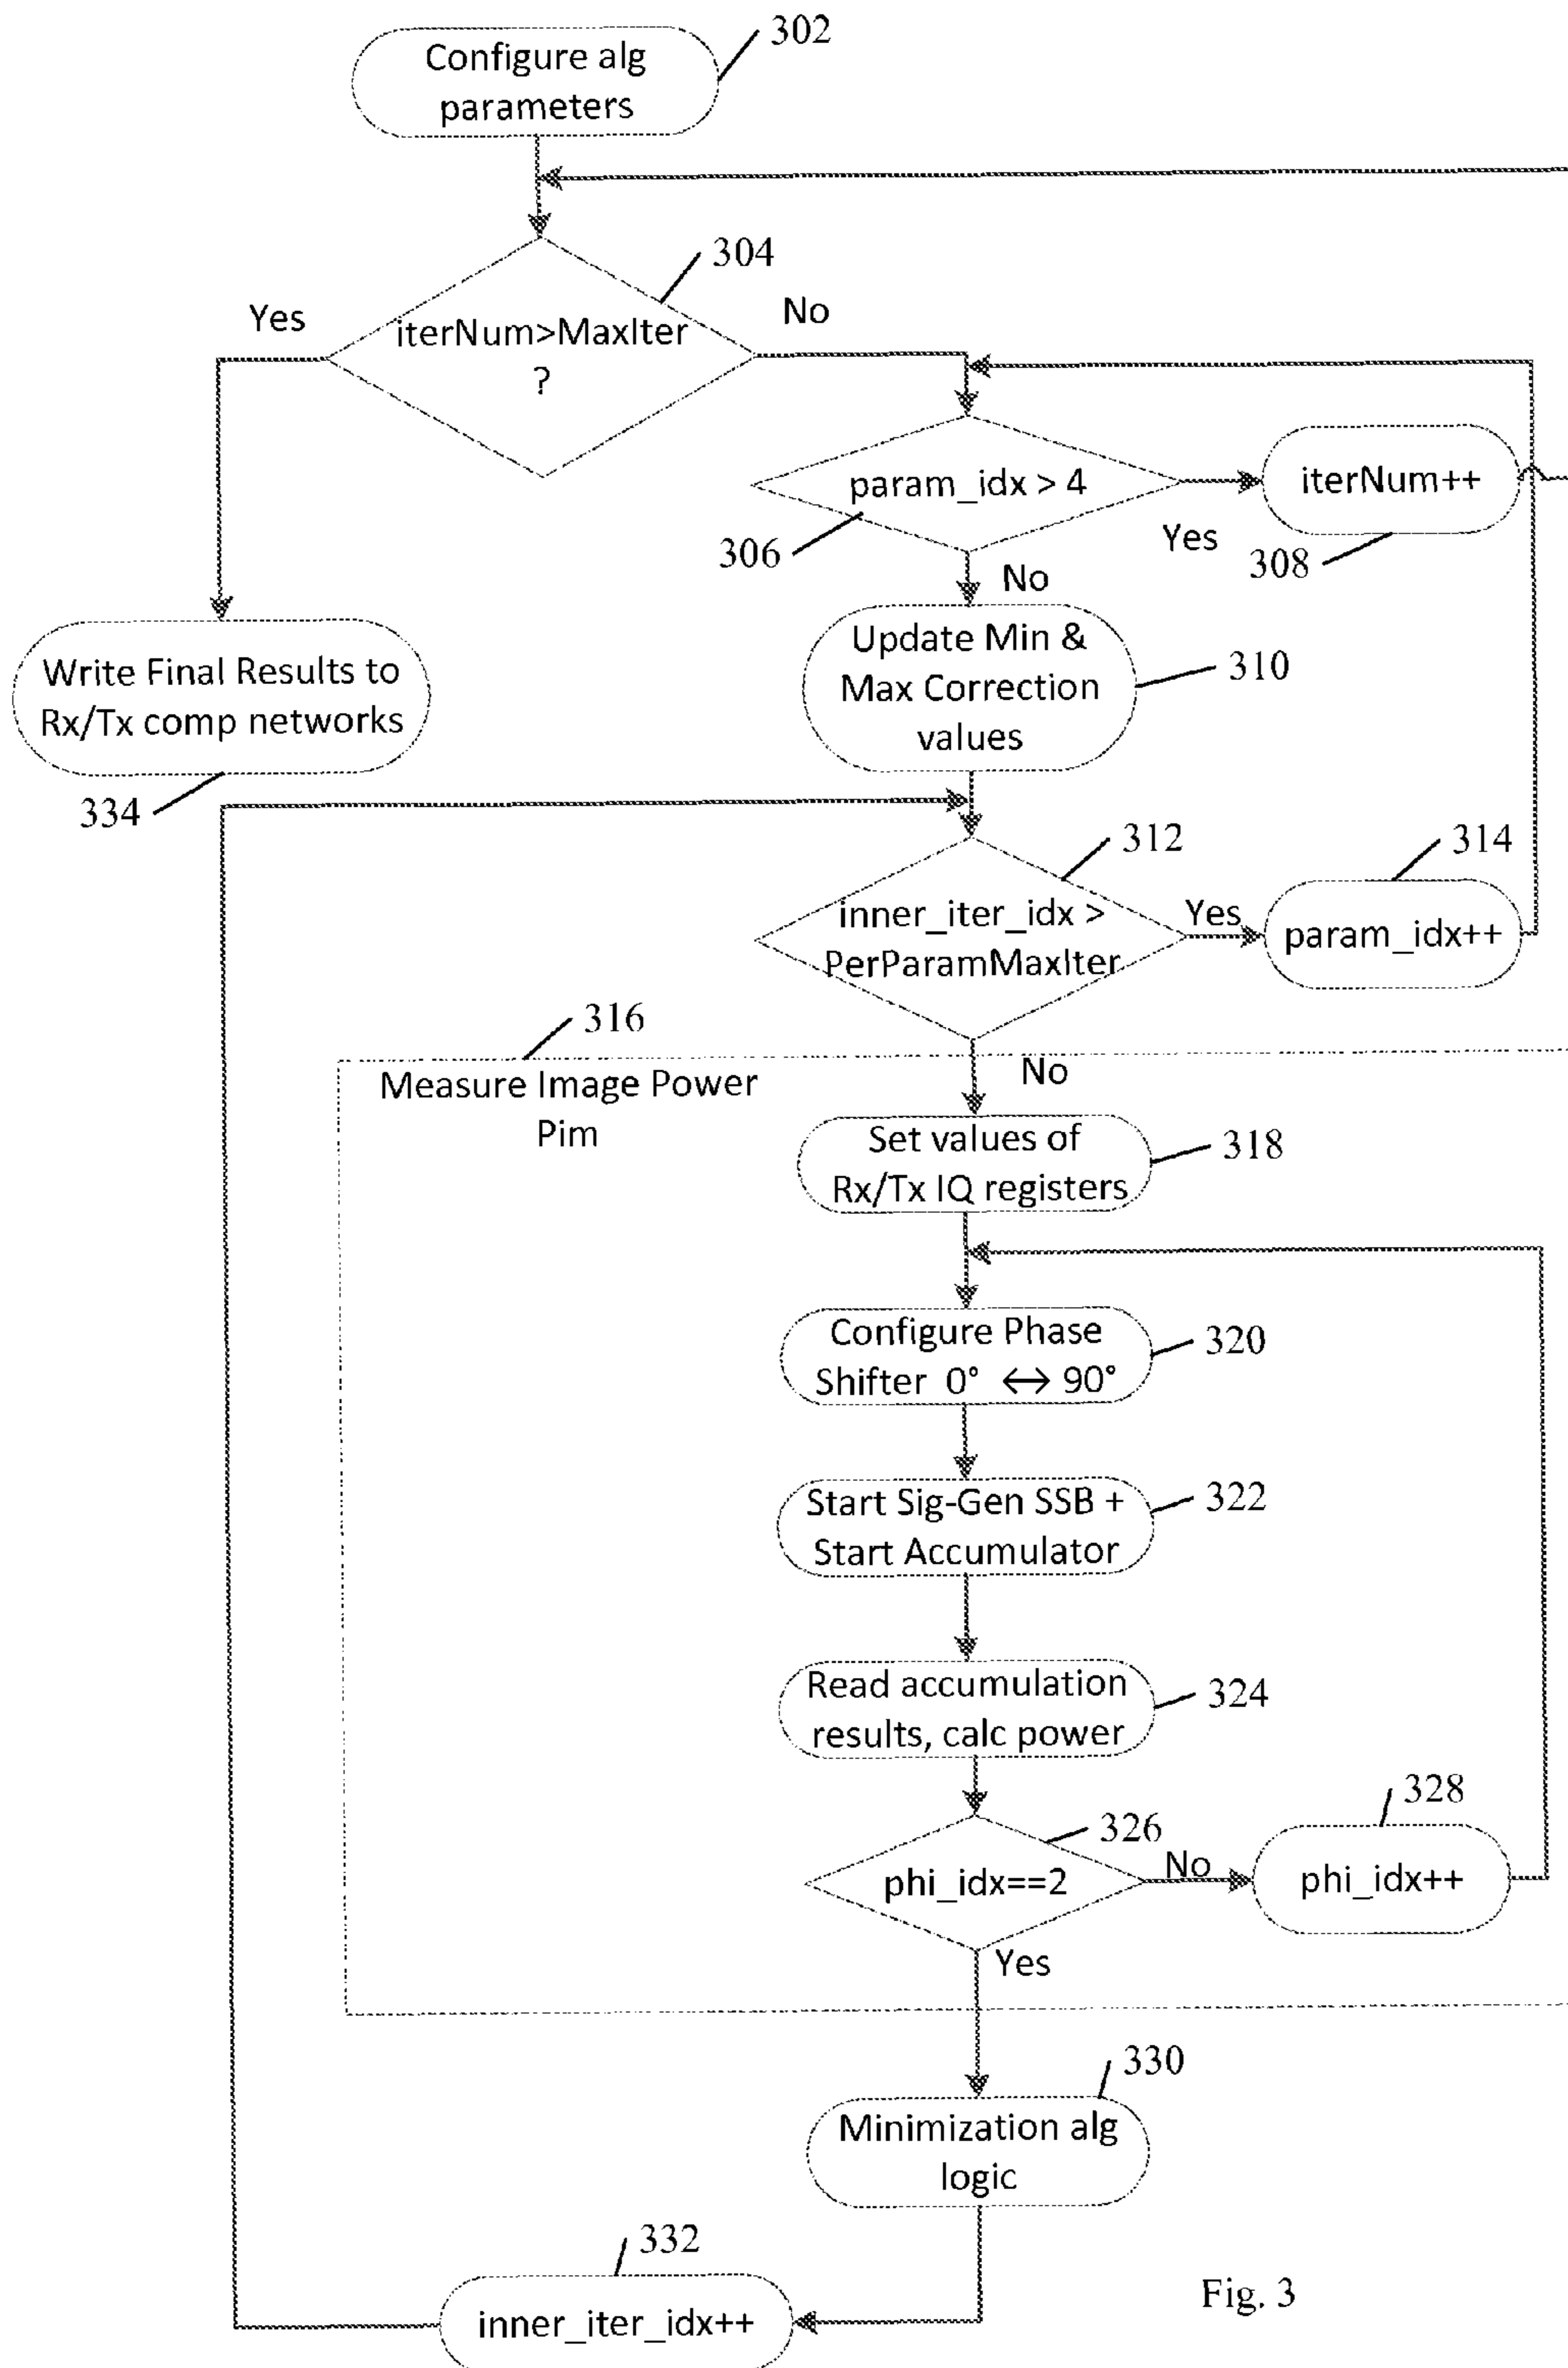 302
Configure alg
parameters
304
Yes
iterNum>MaxIter
?
No
param_idx > 4
iterNum++
306
Yes
308
No
Write Final Results to
Rx/Tx comp networks
334
Update Min &
Max Correction
values
310
312
314
inner_iter_idx >
PerParamMaxIter
Yes
param_idx++
316
Measure Image Power
Pim
No
Set values of
Rx/Tx IQ registers
318
Configure Phase
Shifter 0° ↔ 90°
320
Start Sig-Gen SSB +
Start Accumulator
322
Read accumulation
results, calc power
324
326
328
phi_idx==2
No
phi_idx++
Yes
330
Minimization alg
logic
332
inner_iter_idx++
Fig. 3